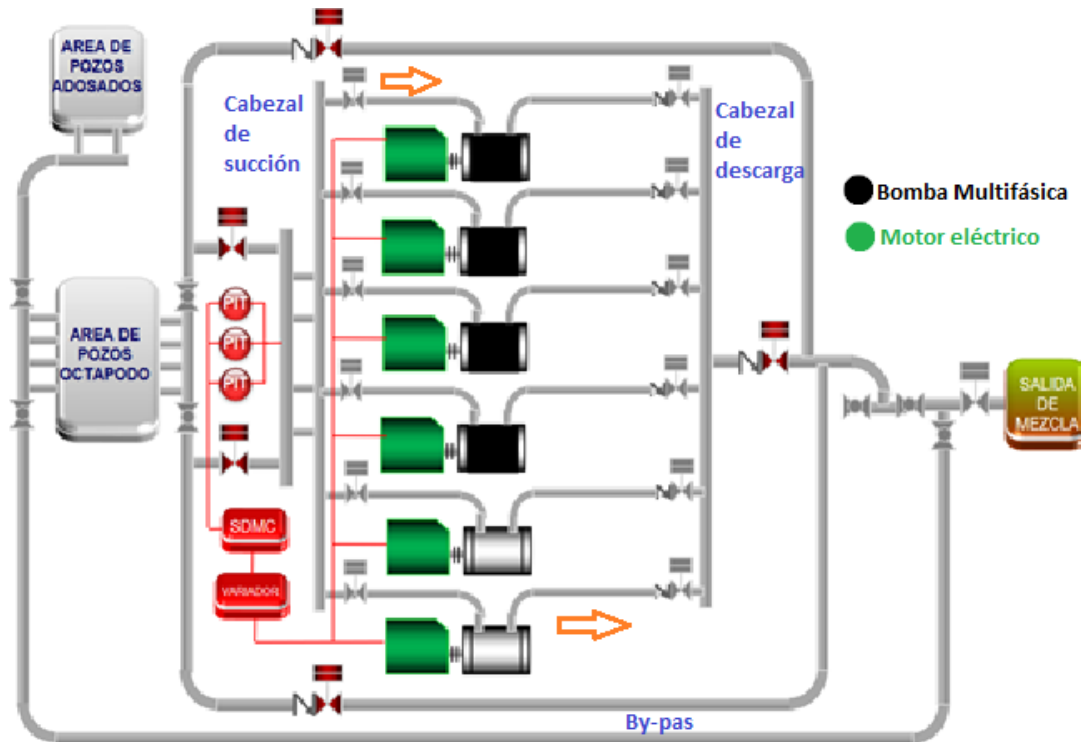 AREA DE
POZOS
ADOSADOS
Cabezal
de
succión
Cabezal
de
descarga
Bomba Multifásica
Motor eléctrico
PIT
PIT
PIT
AREA DE
POZOS
OCTAPODO
SALIDA
DE
MEZCLA
SDMC
VARIADOR
By-pas